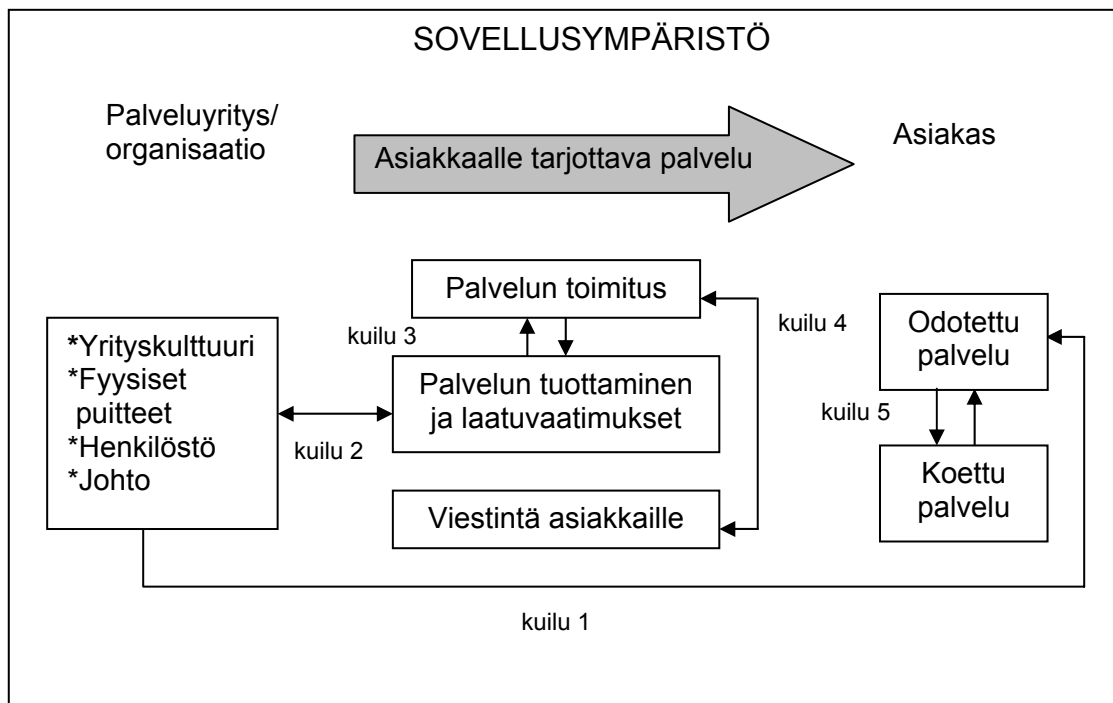 SOVELLUSYMPÄRISTÖ
Palveluyritys/
organisaatio
Asiakkaalle tarjottava palvelu
Asiakas
*Yrityskulttuuri
*Fyysiset
puitteet
*Henkilöstö
*Johto
kuilu 2
Palvelun toimitus
kuilu 3
Palvelun tuottaminen
ja laatuvaatimukset
Viestintä asiakkaille
kuilu 4
Odotettu
palvelu
kuilu 5
Koettu
palvelu
kuilu 1